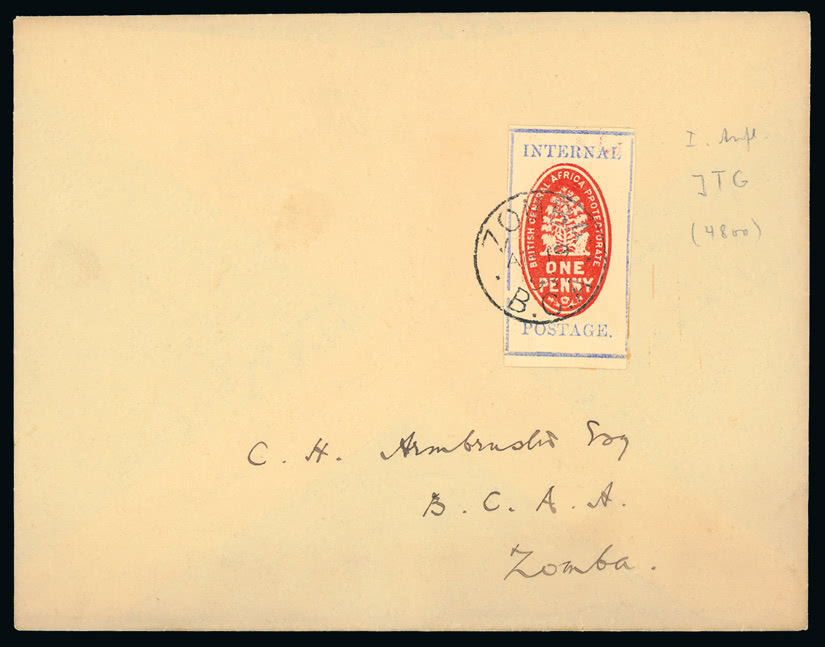 INTERNAL
BRITISH CENTRAL AFRICA PROTECTORATE
ONE
PENNY
POSTAGE.
ZOMBA
B.C.A.
I.
JTG
(4800)
C. H. Armbruster Esq
B. C. A. A.
Zomba.